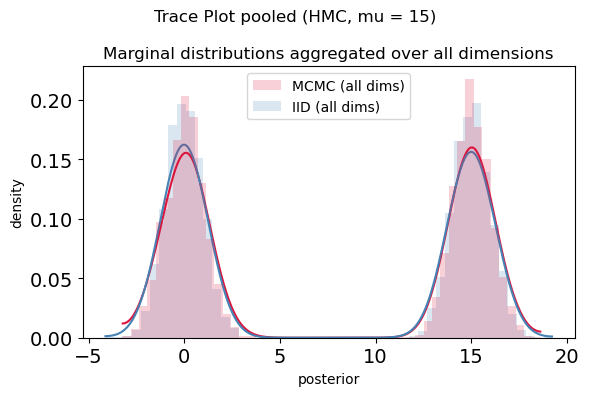 Trace Plot pooled (HMC, mu = 15)
Marginal distributions aggregated over all dimensions
MCMC (all dims)
IID (all dims)
density
0.20
0.15
0.10
0.05
0.00
−5 0 5 10 15 20
posterior